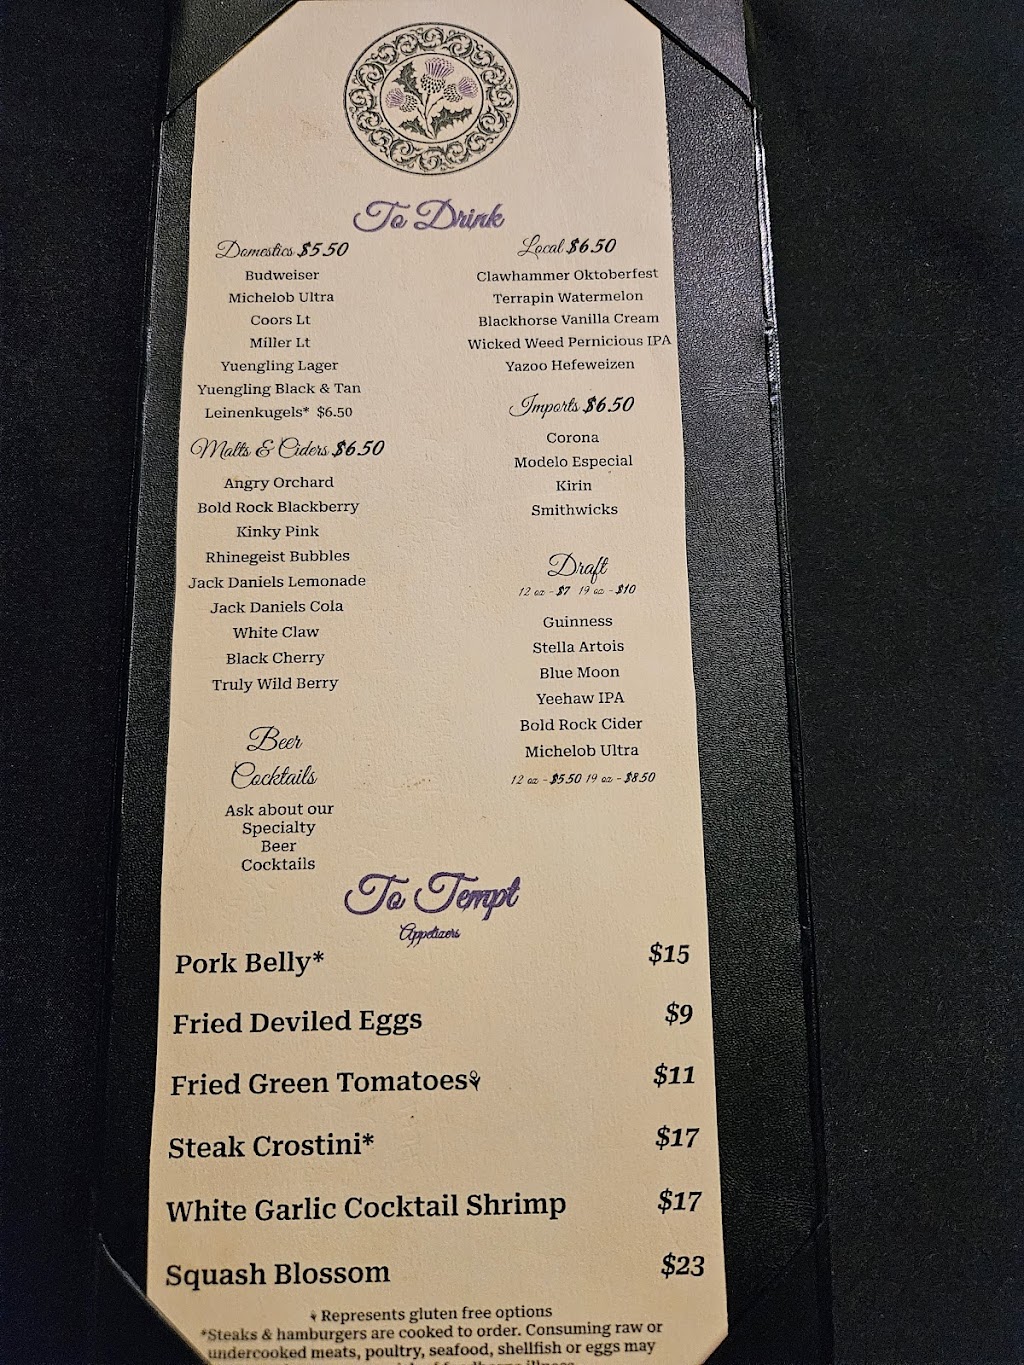 To Drink
Domestics $5.50
Budweiser
Michelob Ultra
Coors Lt
Miller Lt
Yuengling Lager
Yuengling Black & Tan
Leinenkugels* $6.50
Malts & Ciders $6.50
Angry Orchard
Bold Rock Blackberry
Kinky Pink
Rhinegeist Bubbles
Jack Daniels Lemonade
Jack Daniels Cola
White Claw
Black Cherry
Truly Wild Berry
Beer
Cocktails
Ask about our
Specialty
Beer
Cocktails
Local $6.50
Clawhammer Oktoberfest
Terrapin Watermelon
Blackhorse Vanilla Cream
Wicked Weed Pernicious IPA
Yazoo Hefeweizen
Imports $6.50
Corona
Modelo Especial
Kirin
Smithwicks
Draft
12 oz - $7 19 oz - $10
Guinness
Stella Artois
Blue Moon
Yeehaw IPA
Bold Rock Cider
Michelob Ultra
12 oz - $5.50 19 oz - $8.50
To Tempt
Appetizers
Pork Belly* $15
Fried Deviled Eggs $9
Fried Green Tomatoes $11
Steak Crostini* $17
White Garlic Cocktail Shrimp $17
Squash Blossom $23
Represents gluten free options
*Steaks & hamburgers are cooked to order. Consuming raw or
undercooked meats, poultry, seafood, shellfish or eggs may